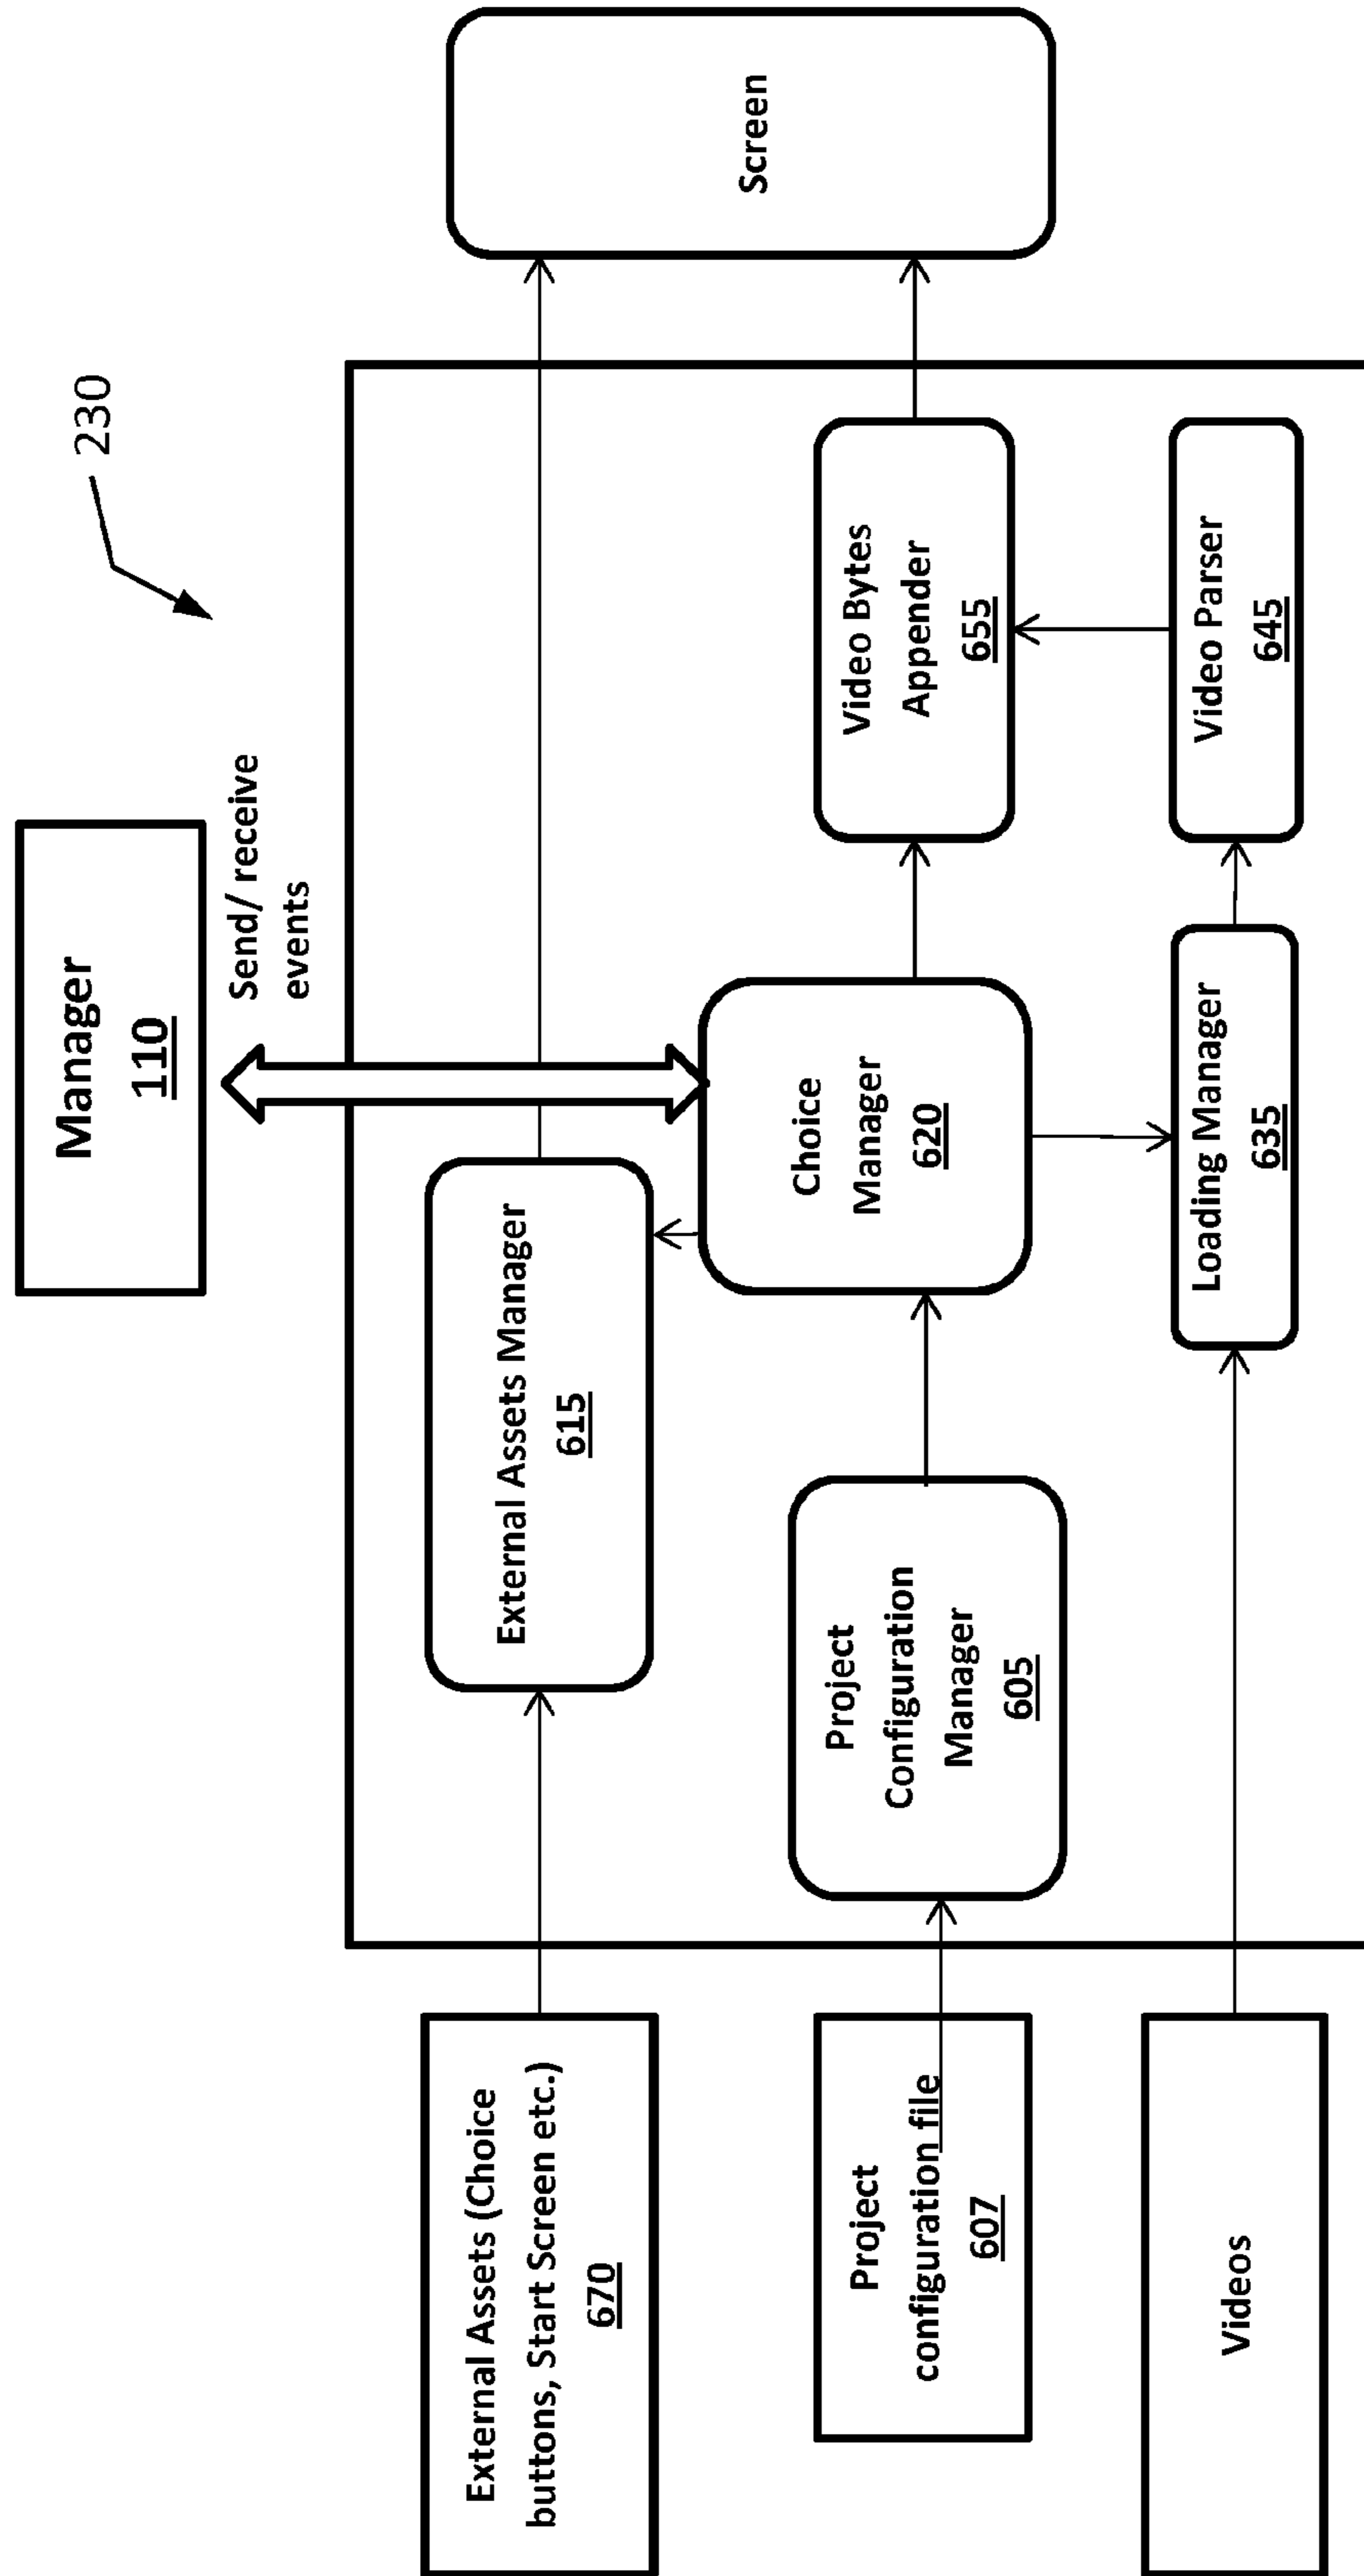 230
Manager
110
Send/ receive
events
External Assets (Choice
buttons, Start Screen etc.)
670
External Assets Manager
615
Screen
Project
configuration file
607
Project
Configuration
Manager
605
Choice
Manager
620
Video Bytes
Appender
655
Videos
Loading Manager
635
Video Parser
645